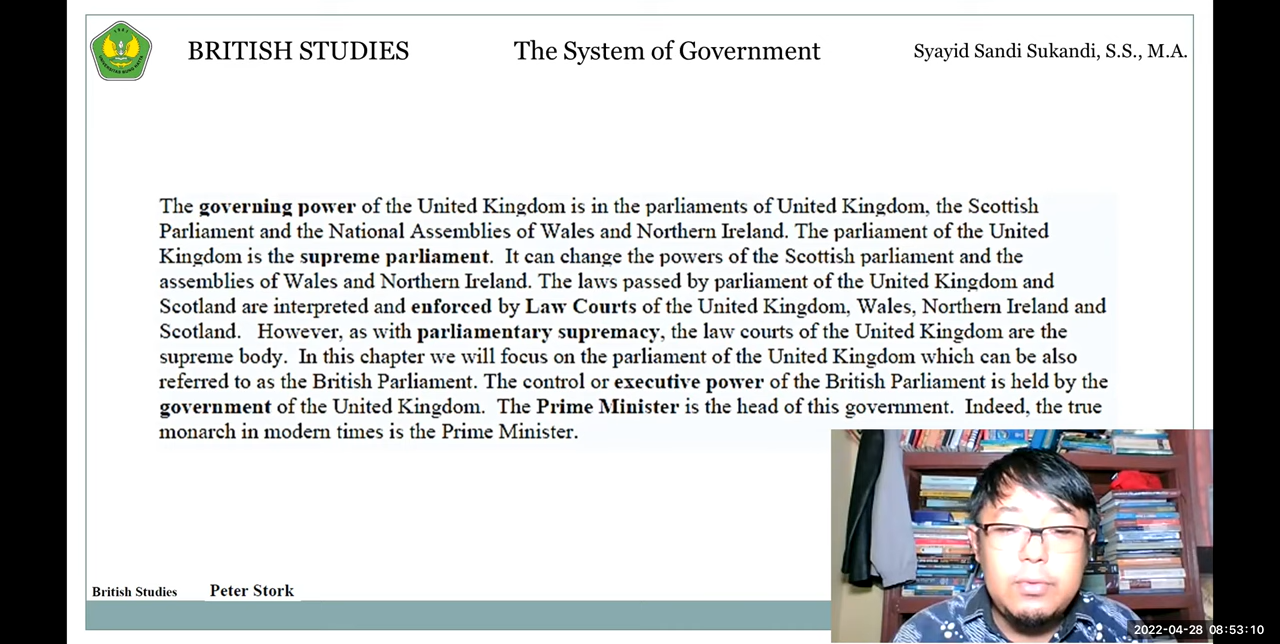 BRITISH STUDIES
The System of Government
Syayid Sandi Sukandi, S.S., M.A.
The governing power of the United Kingdom is in the parliaments of United Kingdom, the Scottish
Parliament and the National Assemblies of Wales and Northern Ireland. The parliament of the United
Kingdom is the supreme parliament. It can change the powers of the Scottish parliament and the
assemblies of Wales and Northern Ireland. The laws passed by parliament of the United Kingdom and
Scotland are interpreted and enforced by Law Courts of the United Kingdom, Wales, Northern Ireland and
Scotland. However, as with parliamentary supremacy, the law courts of the United Kingdom are the
supreme body. In this chapter we will focus on the parliament of the United Kingdom which can be also
referred to as the British Parliament. The control or executive power of the British Parliament is held by the
government of the United Kingdom. The Prime Minister is the head of this government. Indeed, the true
monarch in modern times is the Prime Minister.
British Studies
Peter Stork
2022-04-28 08:53:10